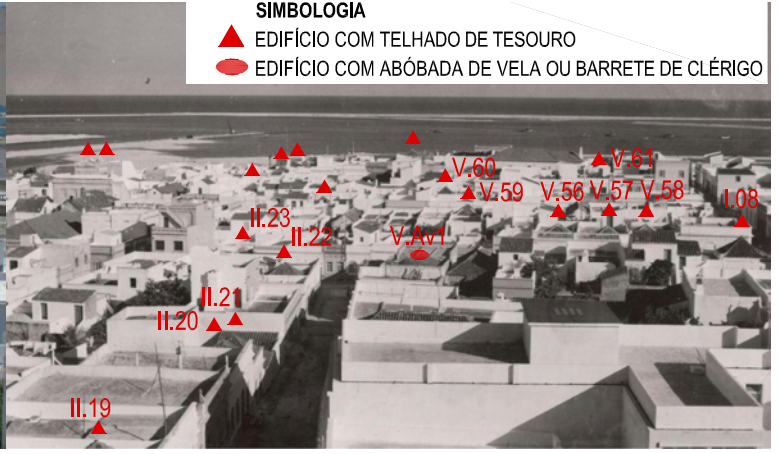 SIMBOLOGIA
EDIFÍCIO COM TELHADO DE TESOURO
EDIFÍCIO COM ABÓBADA DE VELA OU BARRETE DE CLÉRIGO
V.61
V.60
V.59
V.56 V.57 V.58
I.08
II.23
II.22
V.Av1
II.21
II.20
II.19